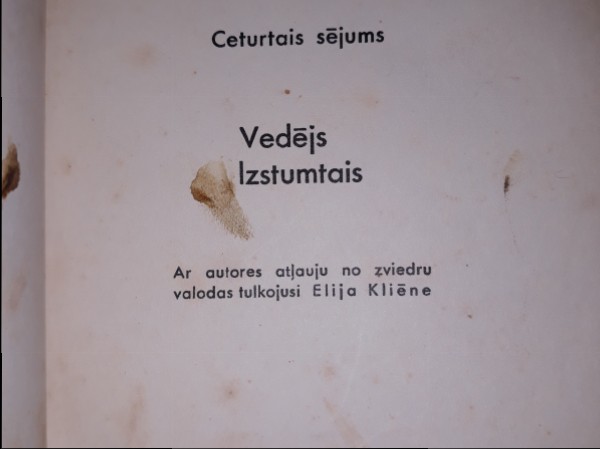 Ceturtais sējums
Vedējs
Izstumtais
Ar autores atļauju no zviedru
valodas tulkojusi Elija Kliēne